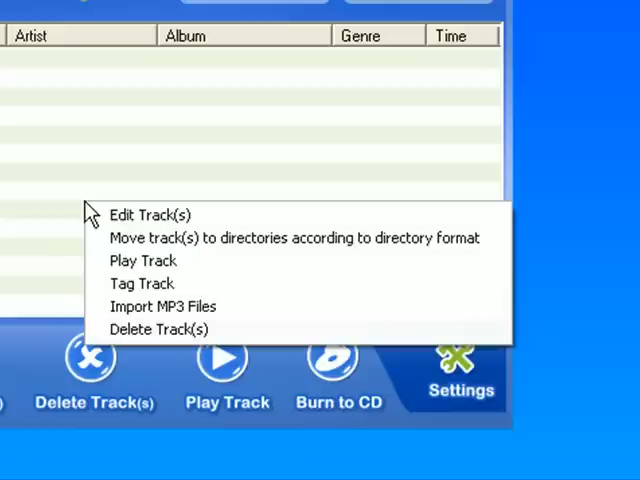 Artist Album Genre Time
Edit Track(s)
Move track(s) to directories according to directory format
Play Track
Tag Track
Import MP3 Files
Delete Track(s)
) Delete Track(s) Play Track Burn to CD Settings